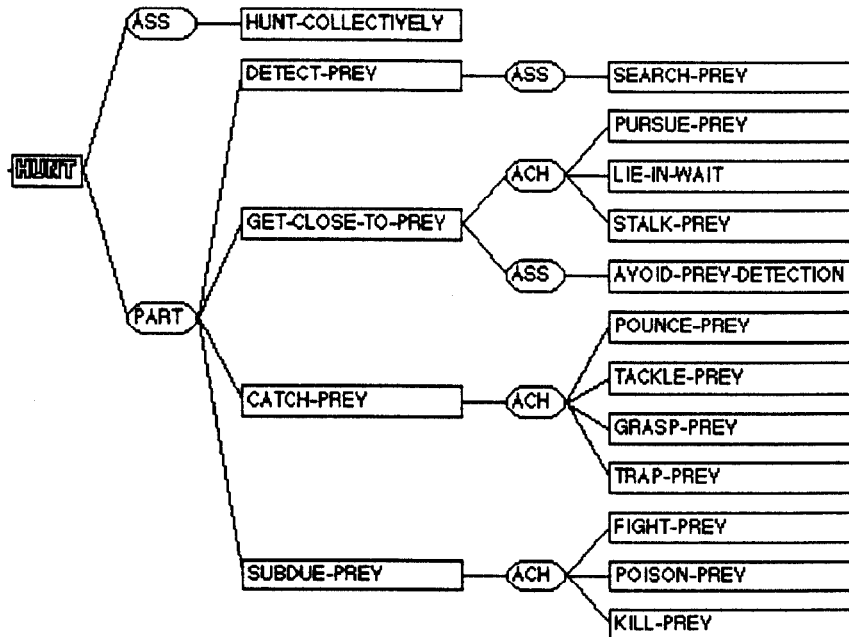 ASS
HUNT-COLLECTIVELY
DETECT-PREY
ASS
SEARCH-PREY
PURSUE-PREY
HUNT
ACH
LIE-IN-WAIT
GET-CLOSE-TO-PREY
STALK-PREY
ASS
AVOID-PREY-DETECTION
PART
POUNCE-PREY
TACKLE-PREY
CATCH-PREY
ACH
GRASP-PREY
TRAP-PREY
FIGHT-PREY
SUBDUE-PREY
ACH
POISON-PREY
KILL-PREY